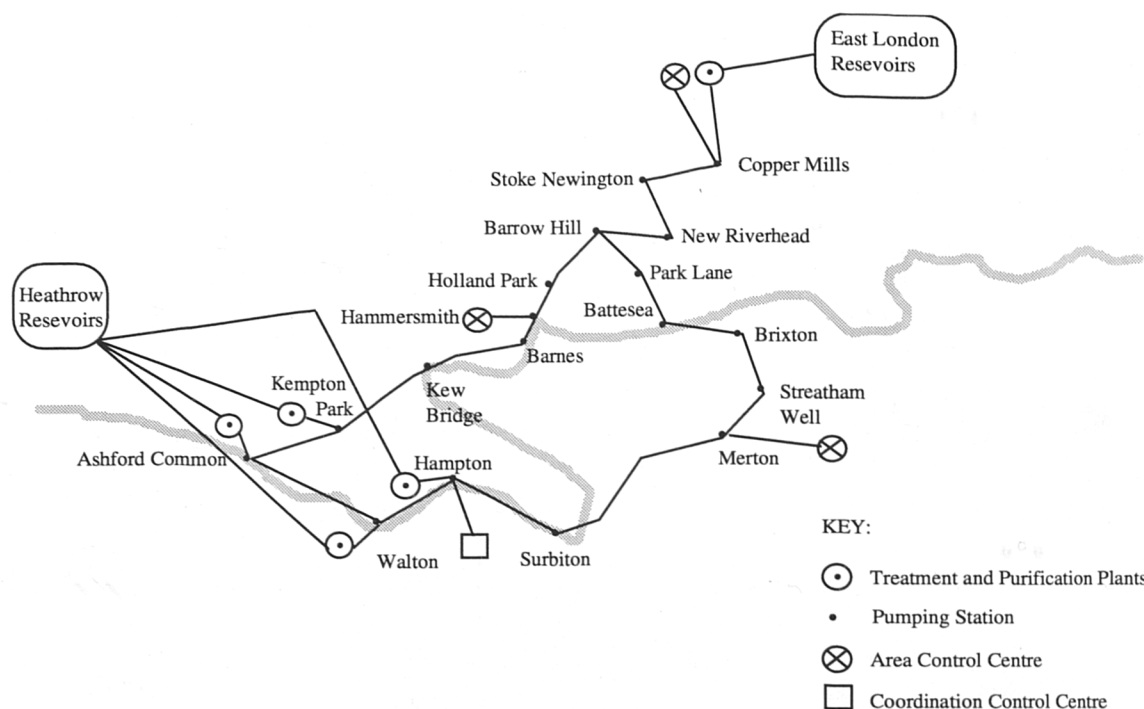 East London
Resevoirs
Copper Mills
Stoke Newington
Barrow Hill
New Riverhead
Park Lane
Holland Park
Heathrow
Resevoirs
Hammersmith
Battesea
Brixton
Barnes
Kempton
Park
Kew
Bridge
Streatham
Well
Ashford Common
Hampton
Merton
Walton
Surbiton
KEY:
Treatment and Purification Plants
Pumping Station
Area Control Centre
Coordination Control Centre